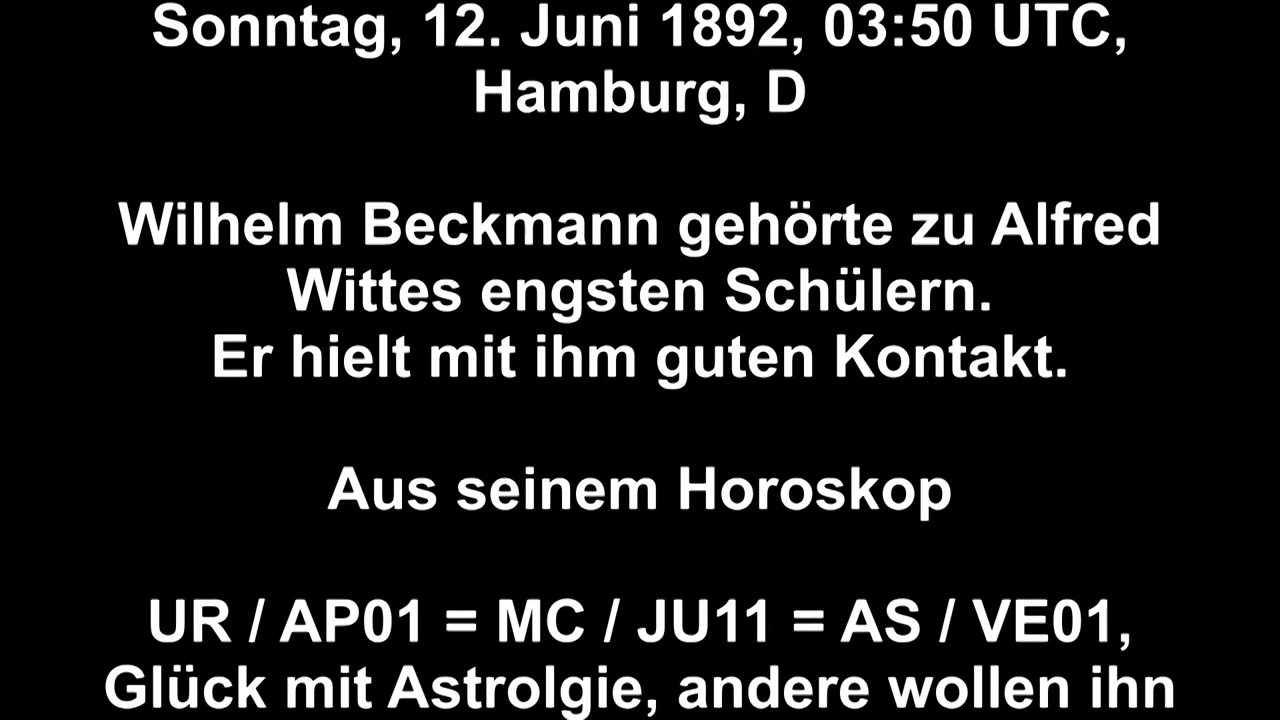 Sonntag, 12. Juni 1892, 03:50 UTC,
Hamburg, D
Wilhelm Beckmann gehörte zu Alfred
Wittes engsten Schülern.
Er hielt mit ihm guten Kontakt.
Aus seinem Horoskop
UR / AP01 = MC / JU11 = AS / VE01,
Glück mit Astrolgie, andere wollen ihn